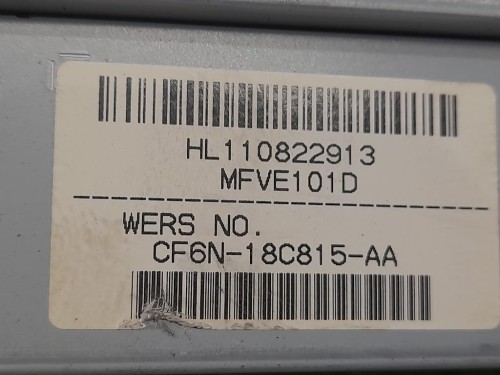 HL110822913
MFVE101D
WERS NO.
CF6N-18C815-AA